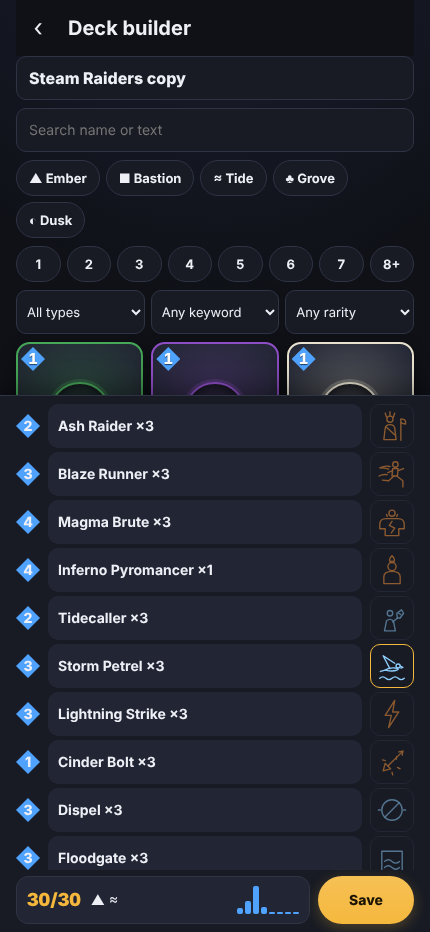 ‹ Deck builder
Steam Raiders copy
Search name or text
▲ Ember ■ Bastion ≈ Tide ♣ Grove
◖ Dusk
1 2 3 4 5 6 7 8+
All types Any keyword Any rarity
1 1 1
2 Ash Raider ×3
3 Blaze Runner ×3
4 Magma Brute ×3
4 Inferno Pyromancer ×1
2 Tidecaller ×3
3 Storm Petrel ×3
3 Lightning Strike ×3
1 Cinder Bolt ×3
3 Dispel ×3
3 Floodgate ×3
30/30 ▲ ≈ Save